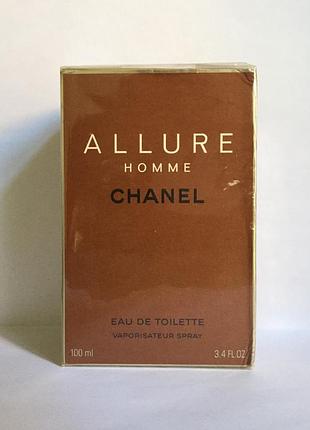 ALLURE
HOMME
CHANEL
EAU DE TOILETTE
VAPORISATEUR SPRAY
100 ml 3.4 FL.OZ